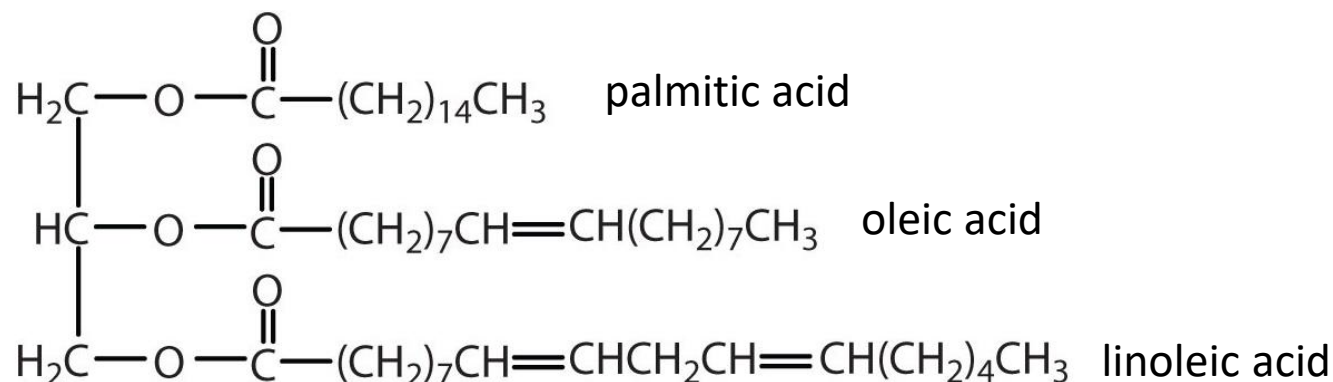 O
H₂C—O—C—(CH₂)₁₄CH₃ palmitic acid
O
HC—O—C—(CH₂)₇CH=CH(CH₂)₇CH₃ oleic acid
O
H₂C—O—C—(CH₂)₇CH=CHCH₂CH=CH(CH₂)₄CH₃ linoleic acid